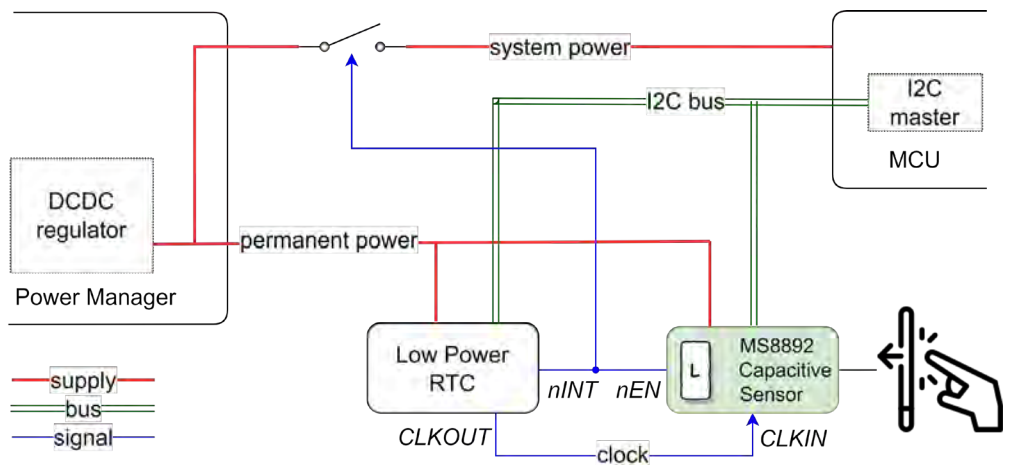 system power
I2C bus
I2C
master
MCU
DCDC
regulator
permanent power
Power Manager
Low Power
RTC
nINT
nEN
L
MS8892
Capacitive
Sensor
supply
bus
signal
CLKOUT
clock
CLKIN